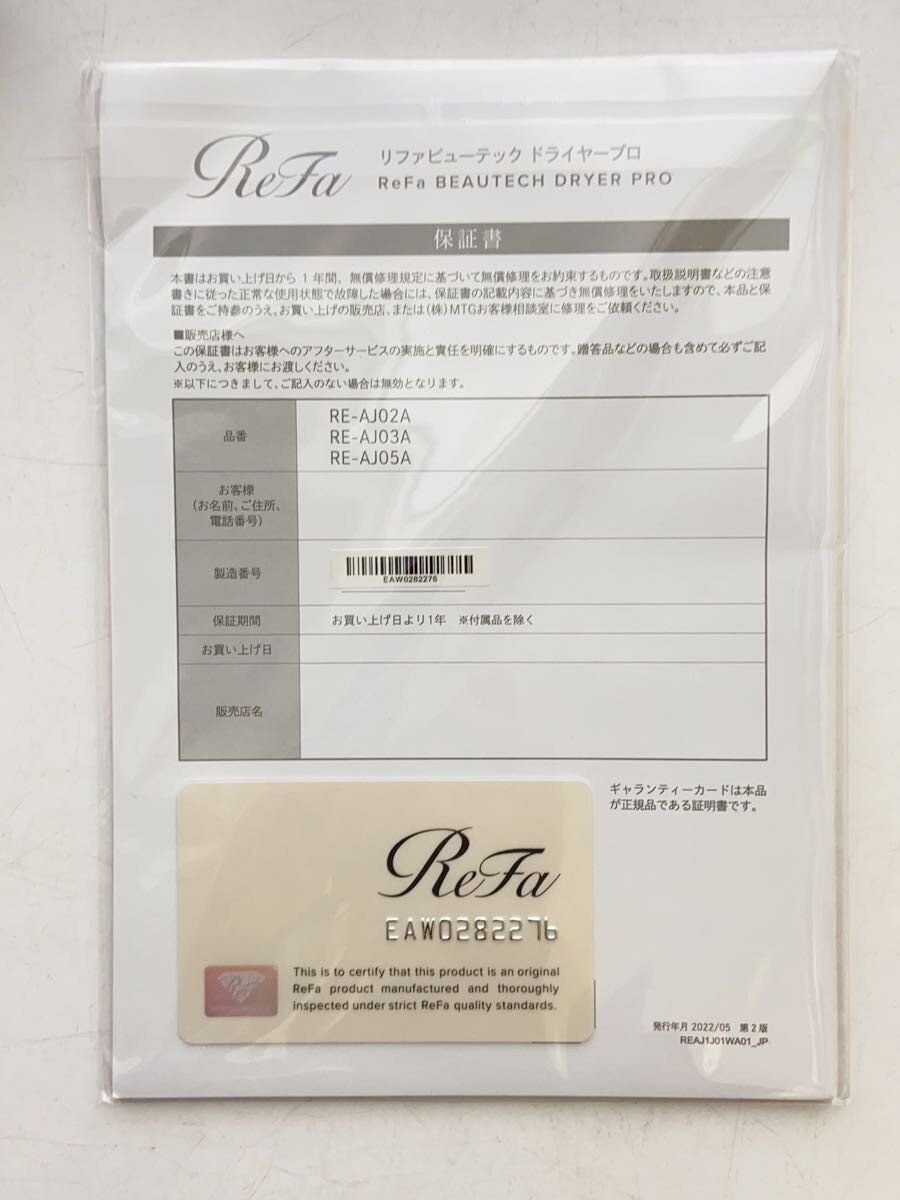 ReFa
リファビューテック ドライヤープロ
ReFa BEAUTECH DRYER PRO
保証書
本書はお買い上げ日から 1 年間、無償修理規定に基づいて無償修理をお約束するものです。取扱説明書などの注意
書きに従った正常な使用状態で故障した場合には、保証書の記載内容に基づき無償修理をいたしますので、本品と保
証書をご持参のうえ、お買い上げの販売店、または(株)MTGお客様相談室に修理をご依頼ください。
■販売店様へ
この保証書はお客様へのアフターサービスの実施と責任を明確にするものです。贈答品などの場合も含めて必ずご記
入のうえ、お客様にお渡しください。
※以下につきまして、ご記入のない場合は無効となります。
品番
RE-AJ02A
RE-AJ03A
RE-AJ05A
お客様
(お名前、ご住所、
電話番号)
製造番号
EAW0282276
保証期間
お買い上げ日より1年 ※付属品を除く
お買い上げ日
販売店名
ギャランティーカードは本品
が正規品である証明書です。
ReFa
EAW0282276
This is to certify that this product is an original
ReFa product manufactured and thoroughly
inspected under strict ReFa quality standards.
発行年月 2022/05 第2版
REAJ1J01WA01_JP